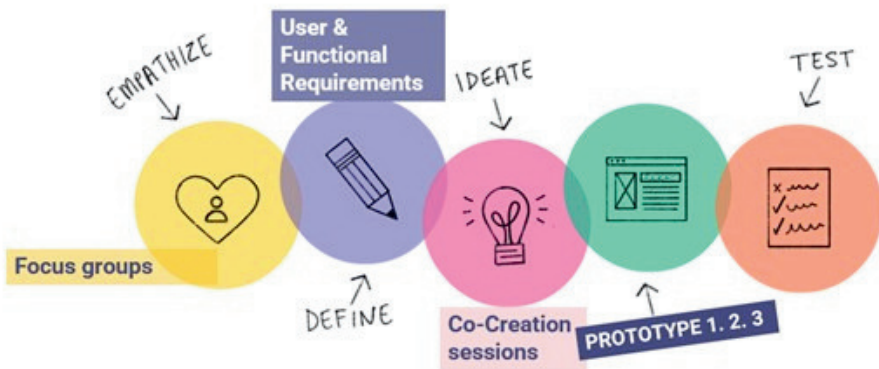 EMPATHIZE
Focus groups
User &
Functional
Requirements
DEFINE
IDEATE
Co-Creation
sessions
PROTOTYPE 1. 2. 3
TEST